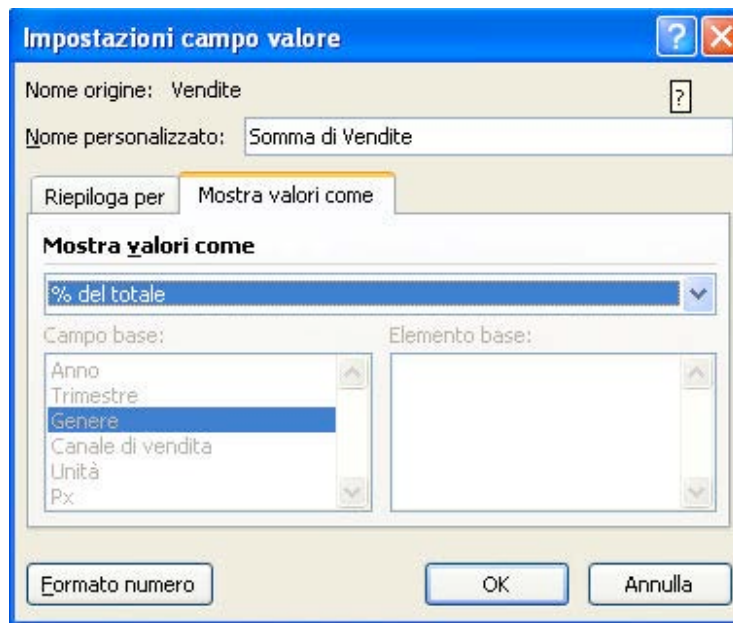 Impostazioni campo valore
?
Nome origine: Vendite
?
Nome personalizzato: Somma di Vendite
Riepiloga per
Mostra valori come
Mostra valori come
% del totale
Campo base:
Elemento base:
Anno
Trimestre
Genere
Canale di vendita
Unità
Px
Formato numero
OK
Annulla